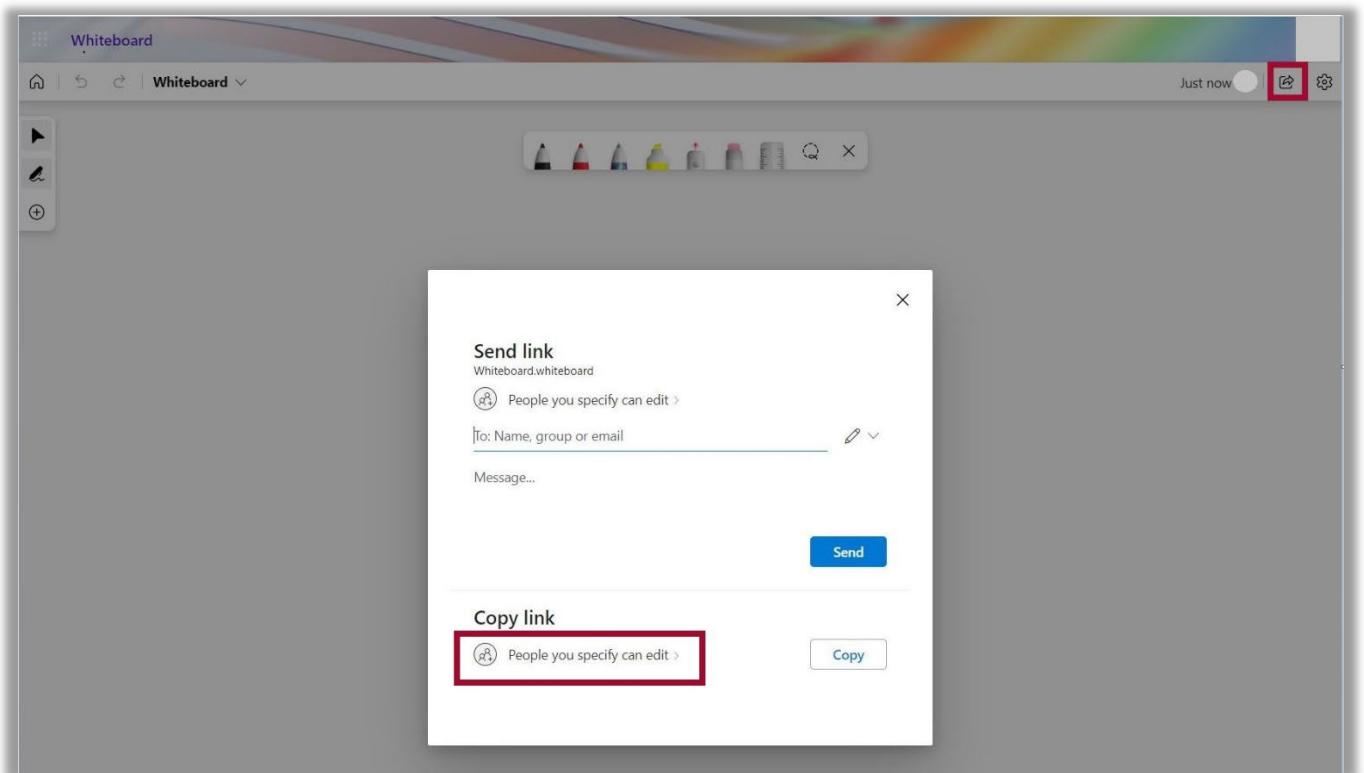 Whiteboard
Whiteboard
Just now
Send link
Whiteboard.whiteboard
People you specify can edit
To: Name, group or email
Message...
Send
Copy link
People you specify can edit
Copy